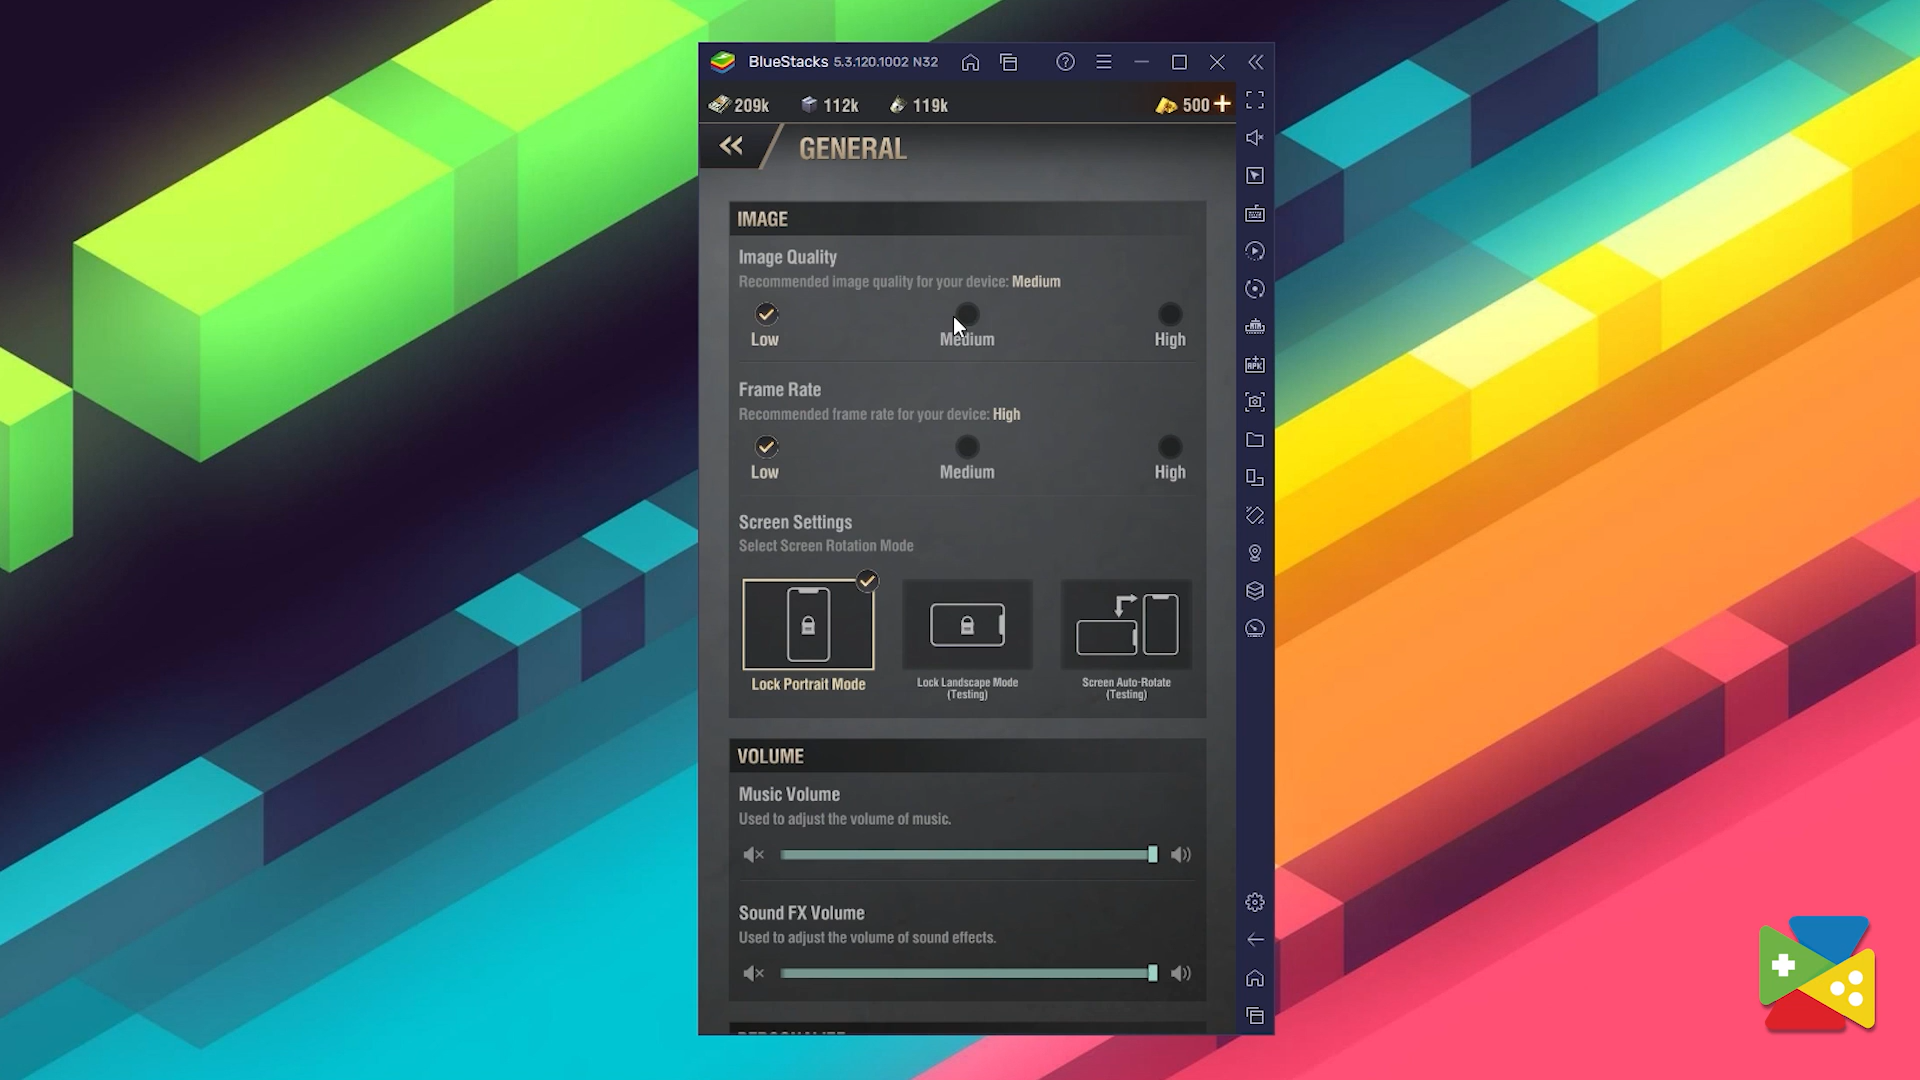 BlueStacks 5.3.120.1002 N32
209k 112k 119k 500
GENERAL
IMAGE
Image Quality
Recommended image quality for your device: Medium
Low Medium High
Frame Rate
Recommended frame rate for your device: High
Low Medium High
Screen Settings
Select Screen Rotation Mode
Lock Portrait Mode
Lock Landscape Mode
(Testing)
Screen Auto-Rotate
(Testing)
VOLUME
Music Volume
Used to adjust the volume of music.
Sound FX Volume
Used to adjust the volume of sound effects.